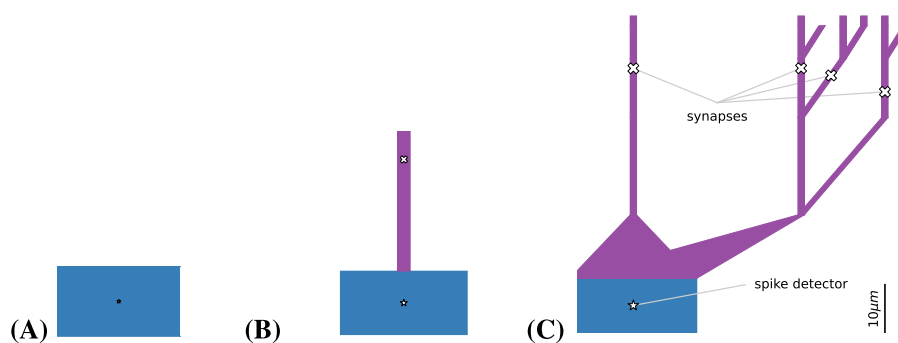 synapses
spike detector
(A)
(B)
(C)
10μm